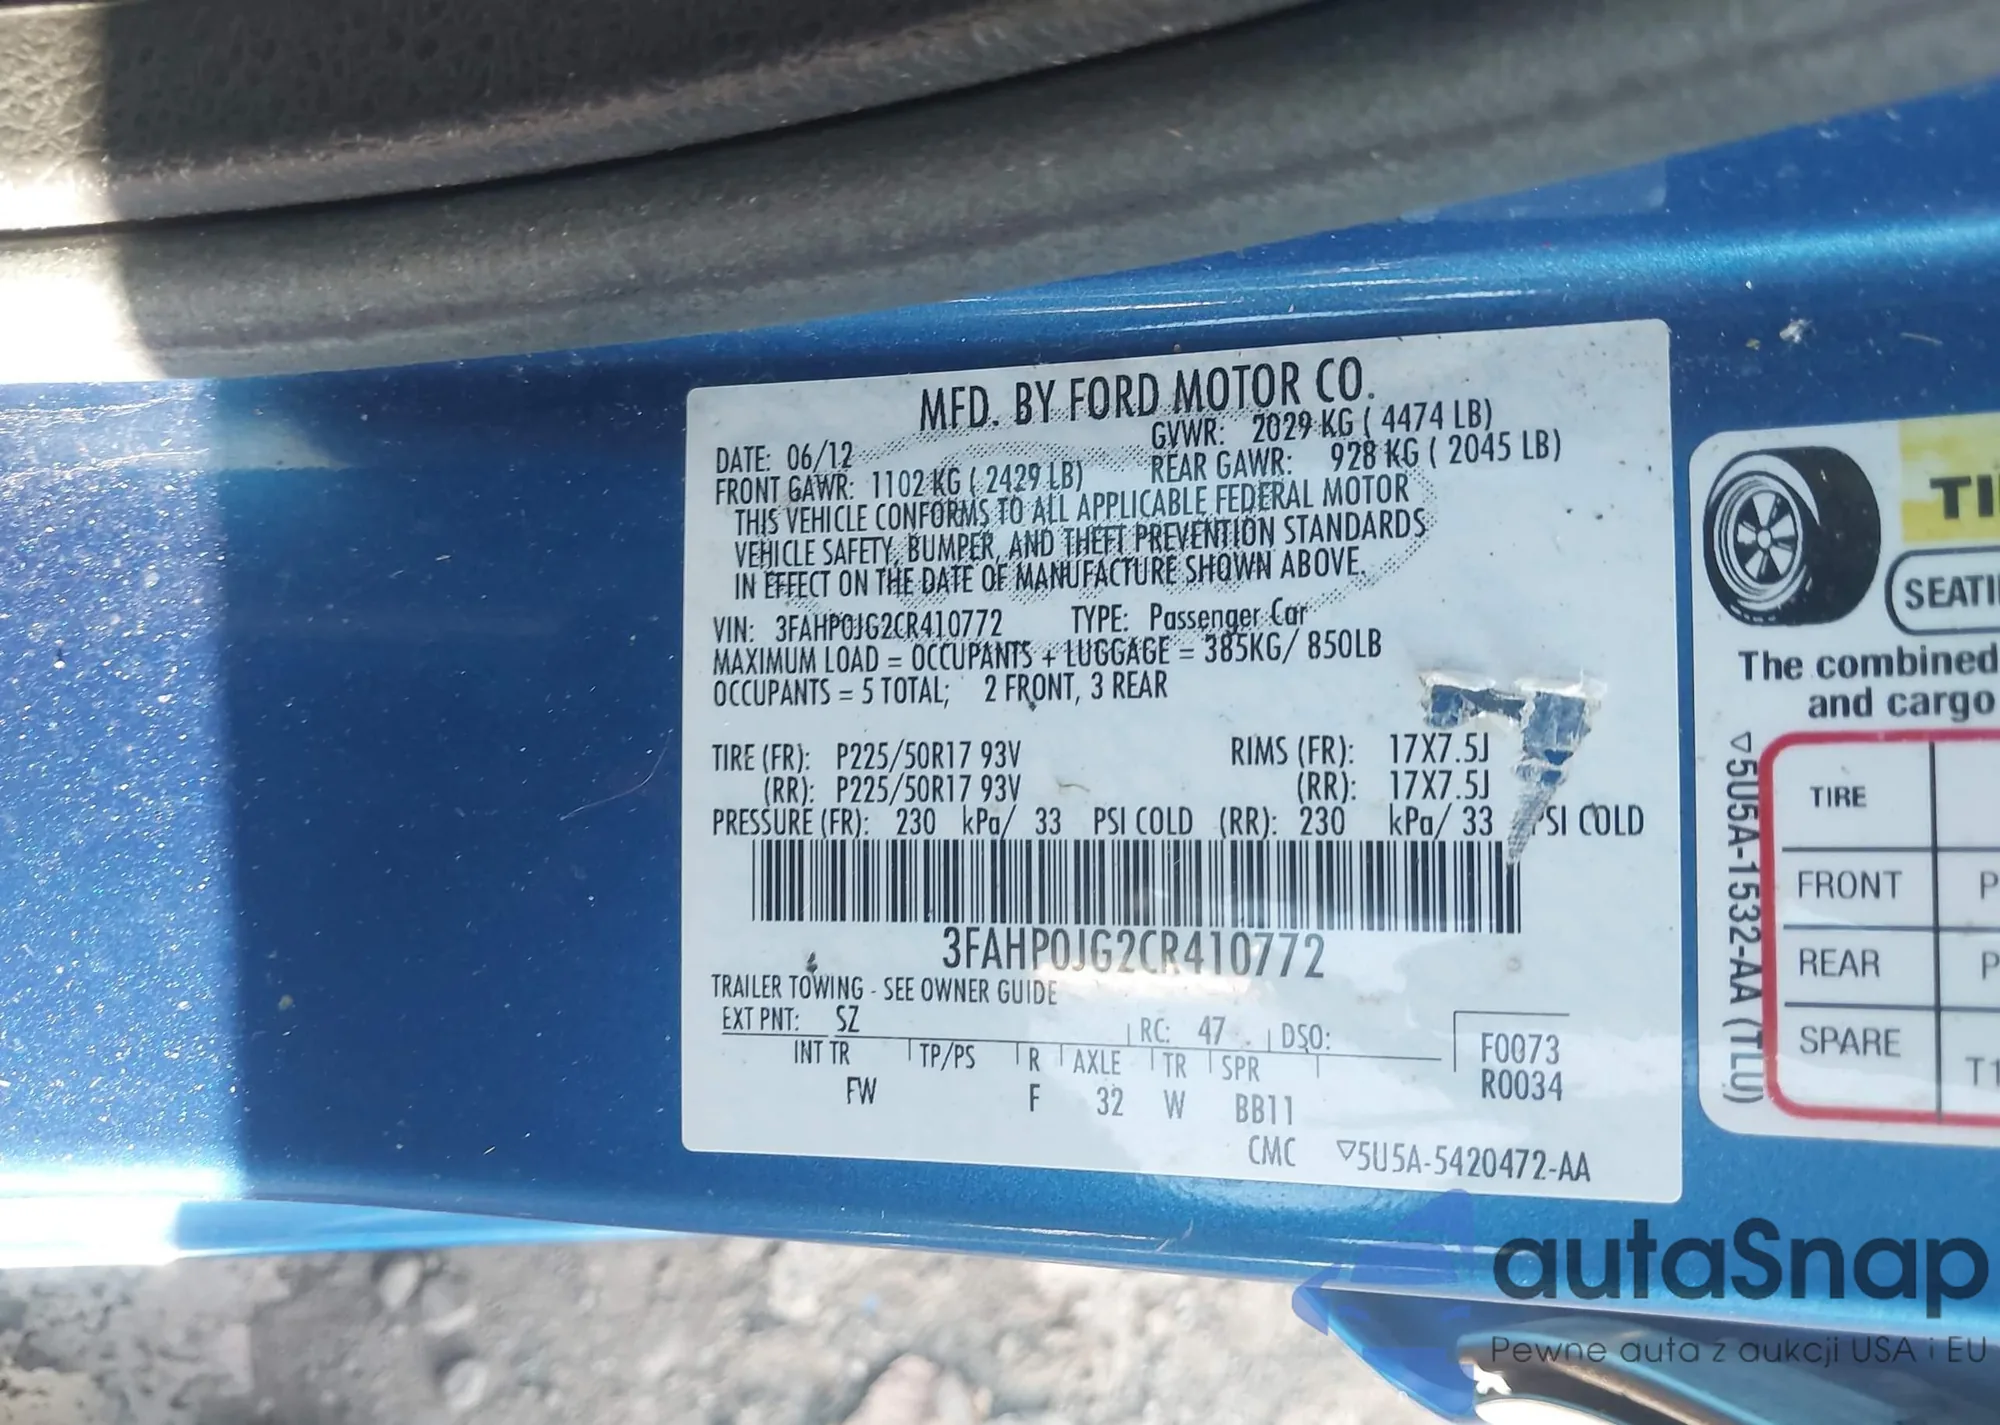 MFD. BY FORD MOTOR CO.
DATE: 06/12 GVWR: 2029 KG ( 4474 LB)
FRONT GAWR: 1102 KG ( 2429 LB) REAR GAWR: 928 KG ( 2045 LB)
THIS VEHICLE CONFORMS TO ALL APPLICABLE FEDERAL MOTOR
VEHICLE SAFETY, BUMPER, AND THEFT PREVENTION STANDARDS
IN EFFECT ON THE DATE OF MANUFACTURE SHOWN ABOVE.
VIN: 3FAHP0JG2CR410772 TYPE: Passenger Car
MAXIMUM LOAD = OCCUPANTS + LUGGAGE = 385KG/ 850LB
OCCUPANTS = 5 TOTAL; 2 FRONT, 3 REAR
TIRE (FR): P225/50R17 93V RIMS (FR): 17X7.5J
(RR): P225/50R17 93V (RR): 17X7.5J
PRESSURE (FR): 230 kPa/ 33 PSI COLD (RR): 230 kPa/ 33 PSI COLD
3FAHP0JG2CR410772
TRAILER TOWING - SEE OWNER GUIDE
EXT PNT: SZ RC: 47 DSO:
INT TR TP/PS R AXLE TR SPR
FW F 32 W BB11
F0073
R0034
CMC ▽5U5A-5420472-AA
TI
SEATI
The combined
and cargo
▽5U5A-1532-AA (TLU)
TIRE
FRONT P
REAR P
SPARE T1
autaSnap
Pewne auta z aukcji USA i EU